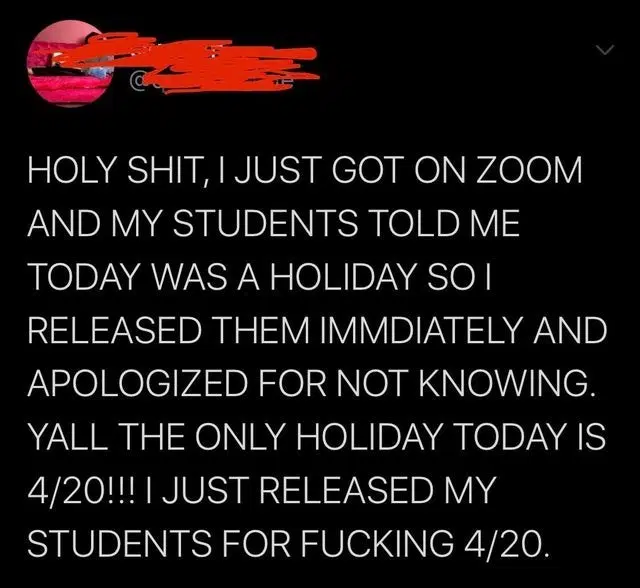 @
HOLY SHIT, I JUST GOT ON ZOOM
AND MY STUDENTS TOLD ME
TODAY WAS A HOLIDAY SO I
RELEASED THEM IMMDIATELY AND
APOLOGIZED FOR NOT KNOWING.
YALL THE ONLY HOLIDAY TODAY IS
4/20!!! I JUST RELEASED MY
STUDENTS FOR FUCKING 4/20.